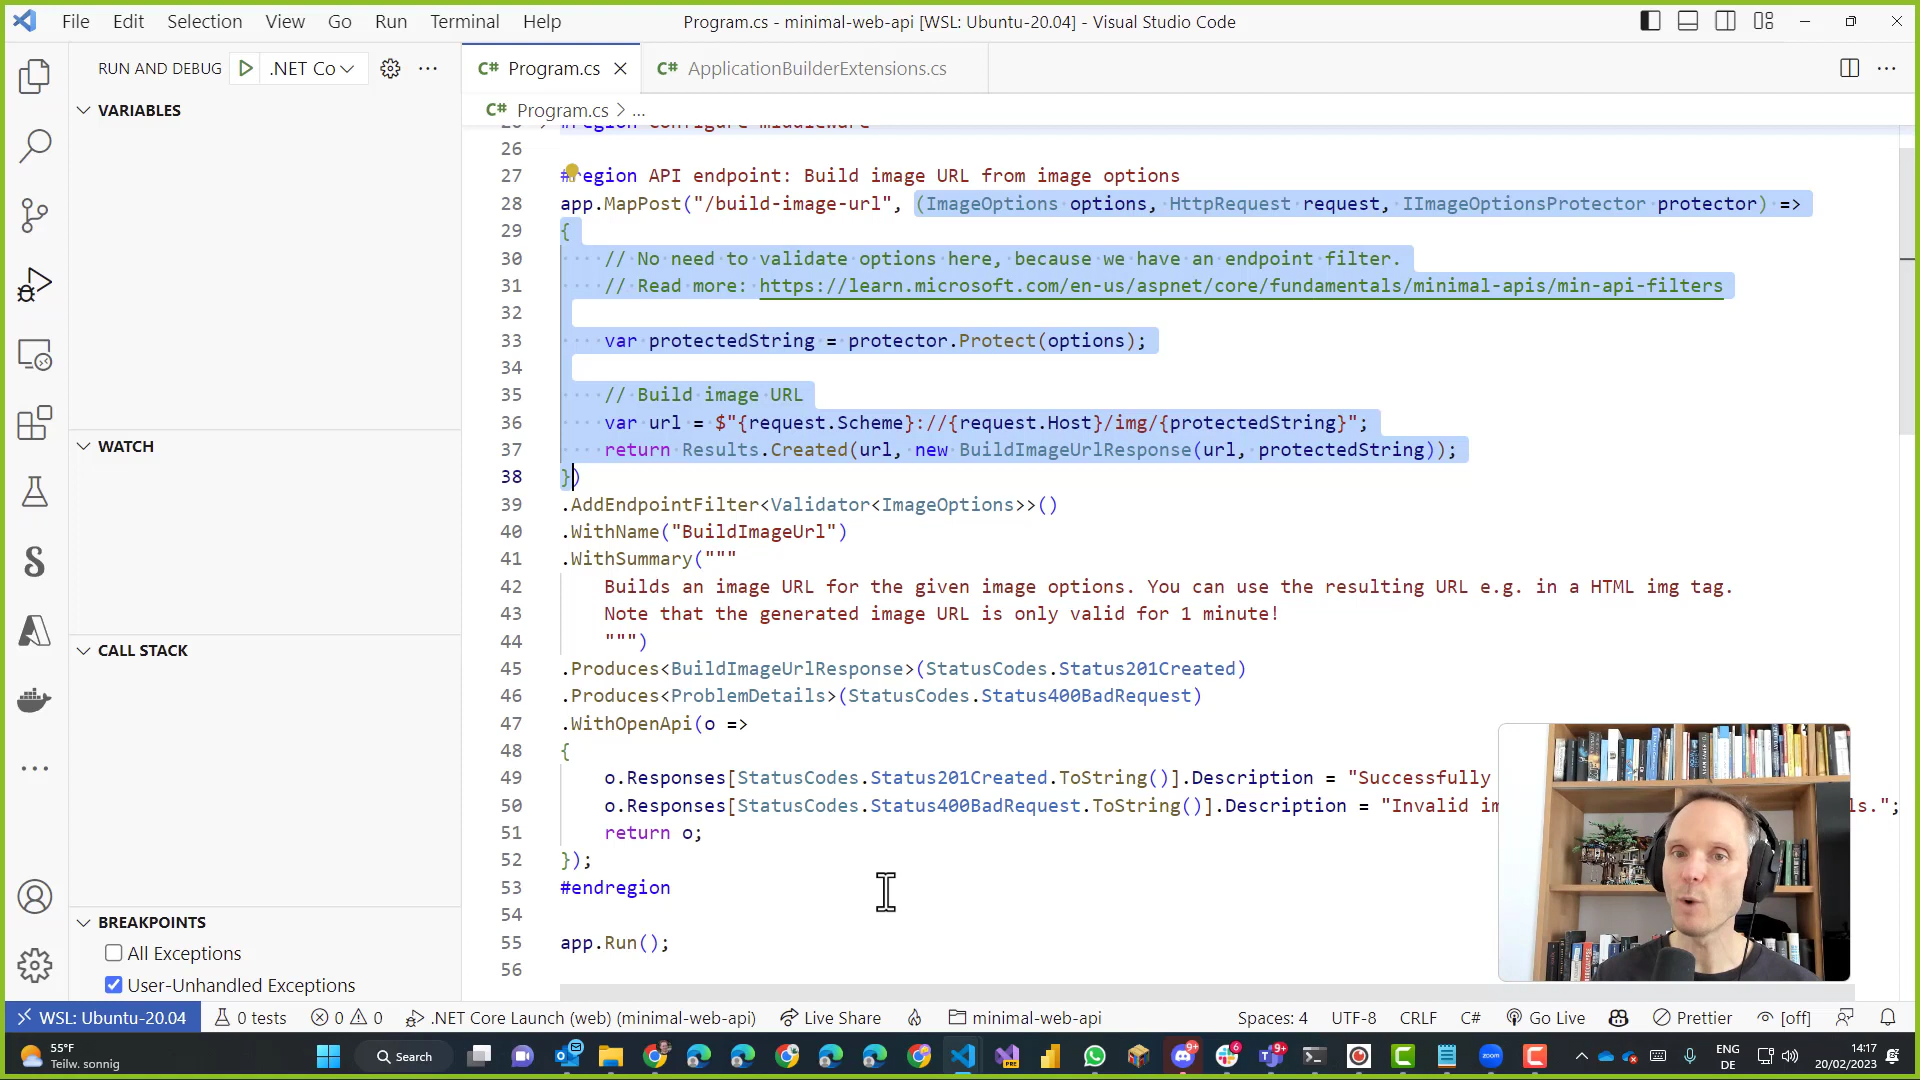 File Edit Selection View Go Run Terminal Help
Program.cs - minimal-web-api [WSL: Ubuntu-20.04] - Visual Studio Code
RUN AND DEBUG .NET Co
Program.cs
ApplicationBuilderExtensions.cs
Program.cs > ...
VARIABLES
WATCH
CALL STACK
BREAKPOINTS
All Exceptions
User-Unhandled Exceptions
#region Configure middleware
26
27 #region API endpoint: Build image URL from image options
28 app.MapPost("/build-image-url", (ImageOptions options, HttpRequest request, IImageOptionsProtector protector) =>
29 {
30 // No need to validate options here, because we have an endpoint filter.
31 // Read more: https://learn.microsoft.com/en-us/aspnet/core/fundamentals/minimal-apis/min-api-filters
32
33 var protectedString = protector.Protect(options);
34
35 // Build image URL
36 var url = $"{request.Scheme}://{request.Host}/img/{protectedString}";
37 return Results.Created(url, new BuildImageUrlResponse(url, protectedString));
38 })
39 .AddEndpointFilter<Validator<ImageOptions>>()
40 .WithName("BuildImageUrl")
41 .WithSummary("""
42 Builds an image URL for the given image options. You can use the resulting URL e.g. in a HTML img tag.
43 Note that the generated image URL is only valid for 1 minute!
44 """)
45 .Produces<BuildImageUrlResponse>(StatusCodes.Status201Created)
46 .Produces<ProblemDetails>(StatusCodes.Status400BadRequest)
47 .WithOpenApi(o =>
48 {
49 o.Responses[StatusCodes.Status201Created.ToString()].Description = "Successfully
50 o.Responses[StatusCodes.Status400BadRequest.ToString()].Description = "Invalid im ls.";
51 return o;
52 });
53 #endregion
54
55 app.Run();
56
WSL: Ubuntu-20.04 0 tests 0 0 .NET Core Launch (web) (minimal-web-api) Live Share minimal-web-api Spaces: 4 UTF-8 CRLF C# Go Live Prettier [off]
55°F
Teilw. sonnig
Search
ENG
DE
14:17
20/02/2023